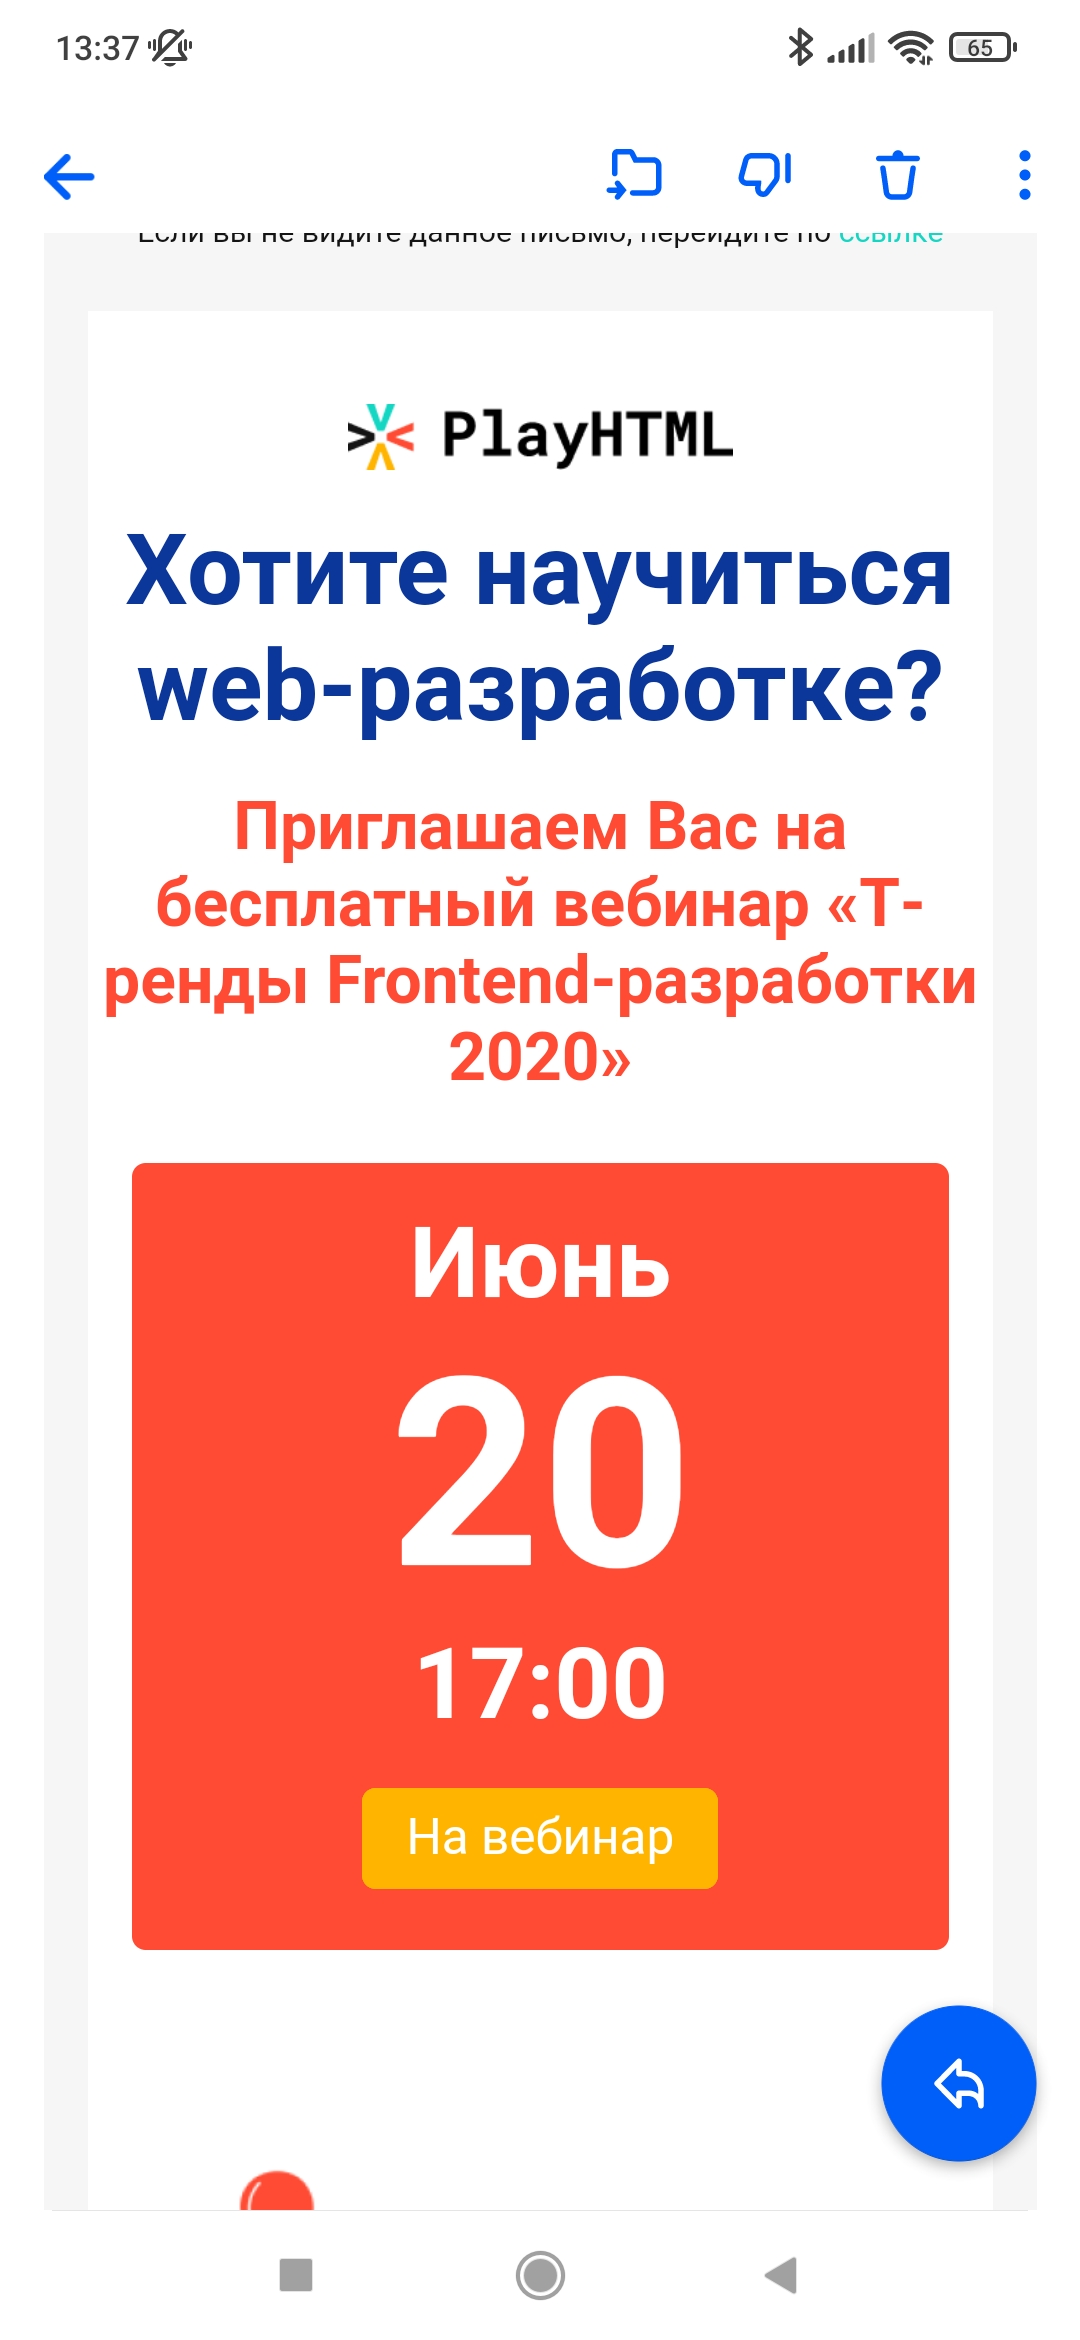 13:37
65
Если вы не видите данное письмо, перейдите по ссылке
PlayHTML
Хотите научиться
web-разработке?
Приглашаем Вас на
бесплатный вебинар «Т-
ренды Frontend-разработки
2020»
Июнь
20
17:00
На вебинар